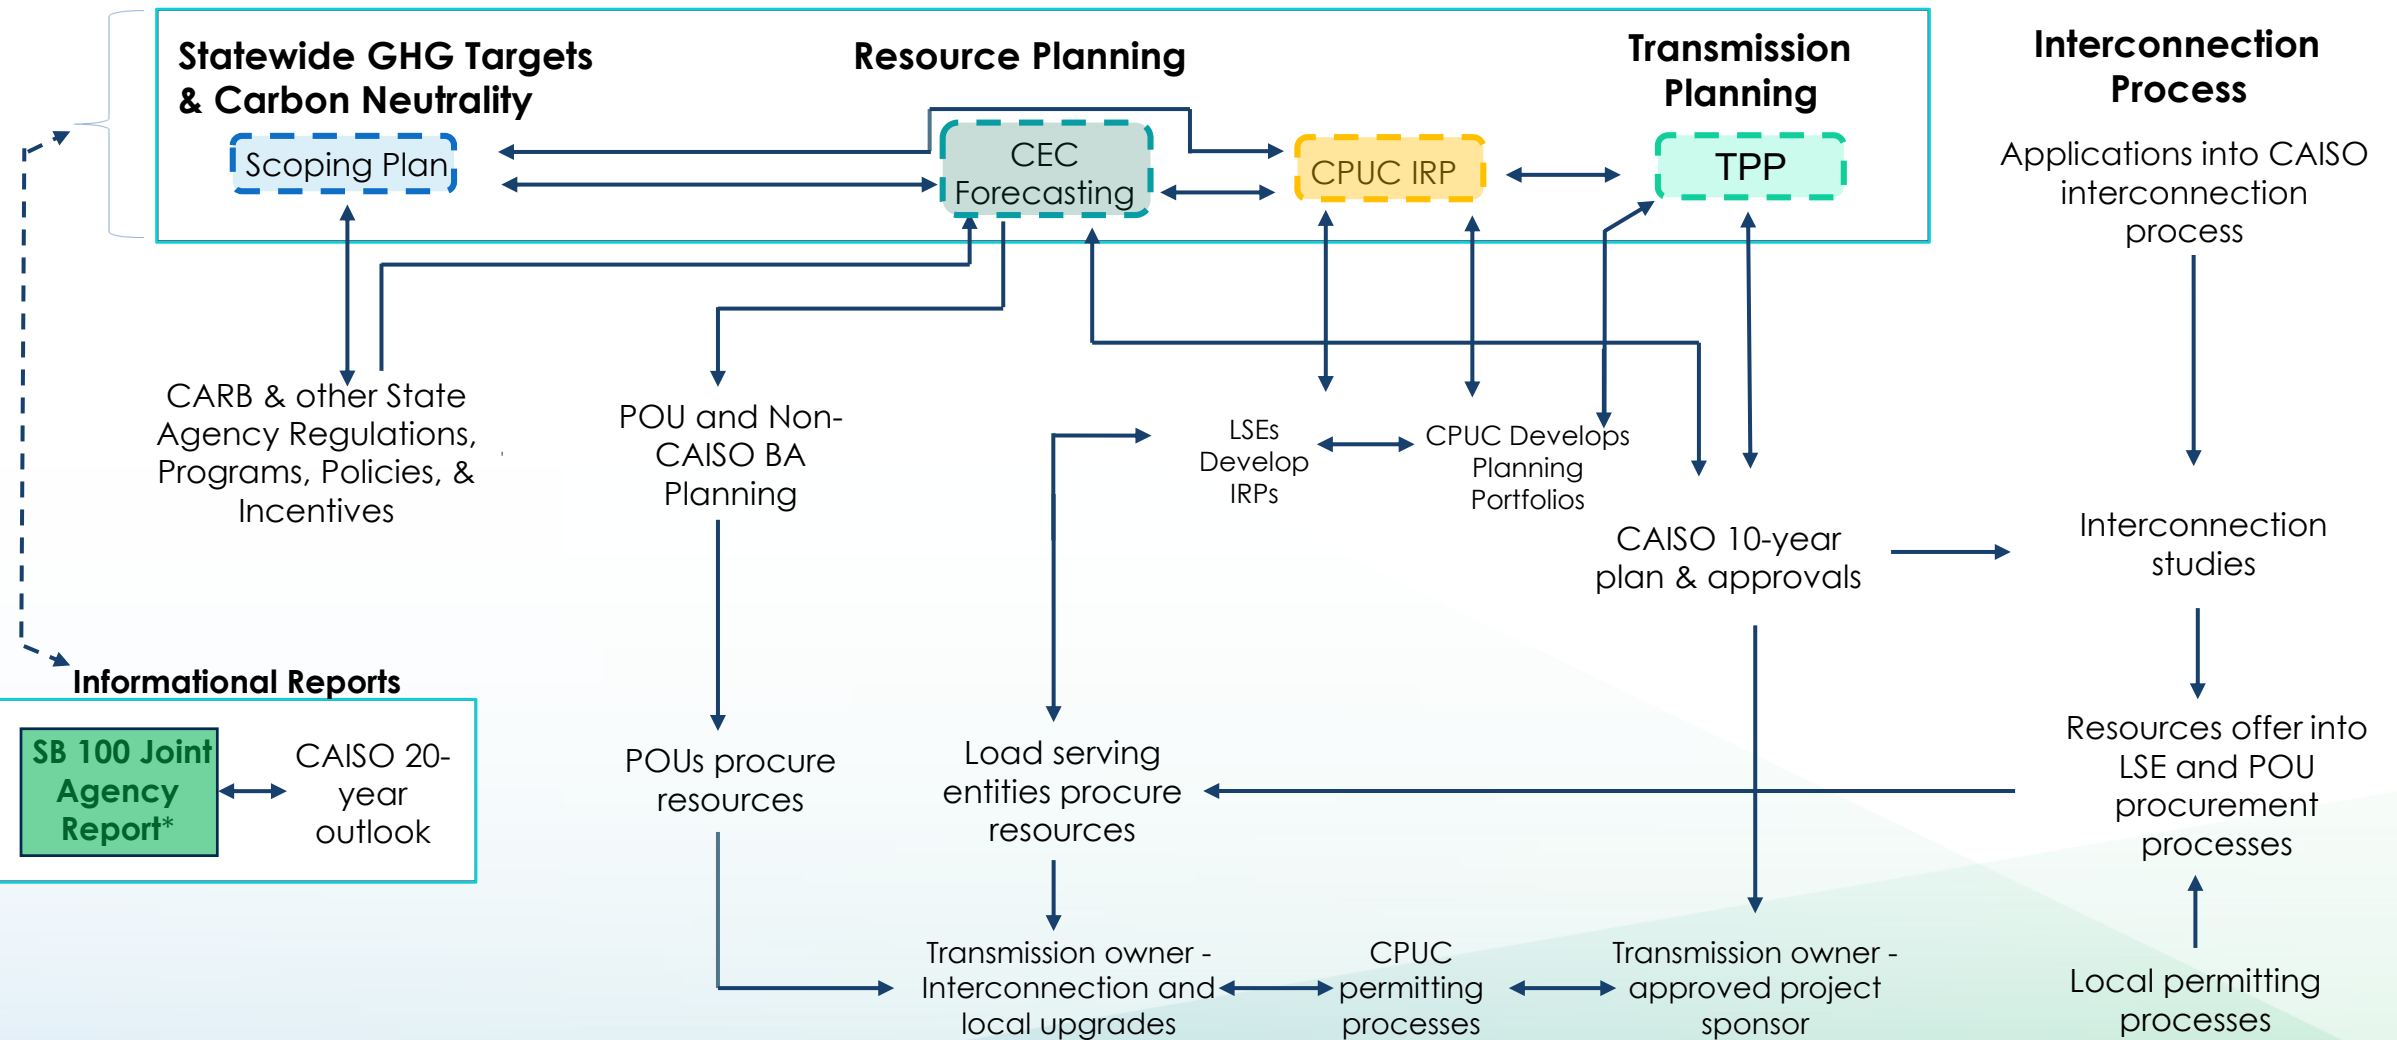 Statewide GHG Targets
& Carbon Neutrality
Resource Planning
Transmission
Planning
Interconnection
Process
Scoping Plan
CEC
Forecasting
CPUC IRP
TPP
Applications into CAISO
interconnection
process
CARB & other State
Agency Regulations,
Programs, Policies, &
Incentives
POU and Non-
CAISO BA
Planning
LSEs
Develop
IRPs
CPUC Develops
Planning
Portfolios
CAISO 10-year
plan & approvals
Interconnection
studies
Informational Reports
SB 100 Joint
Agency
Report*
CAISO 20-
year
outlook
POUs procure
resources
Load serving
entities procure
resources
Resources offer into
LSE and POU
procurement
processes
Transmission owner -
Interconnection and
local upgrades
CPUC
permitting
processes
Transmission owner -
approved project
sponsor
Local permitting
processes